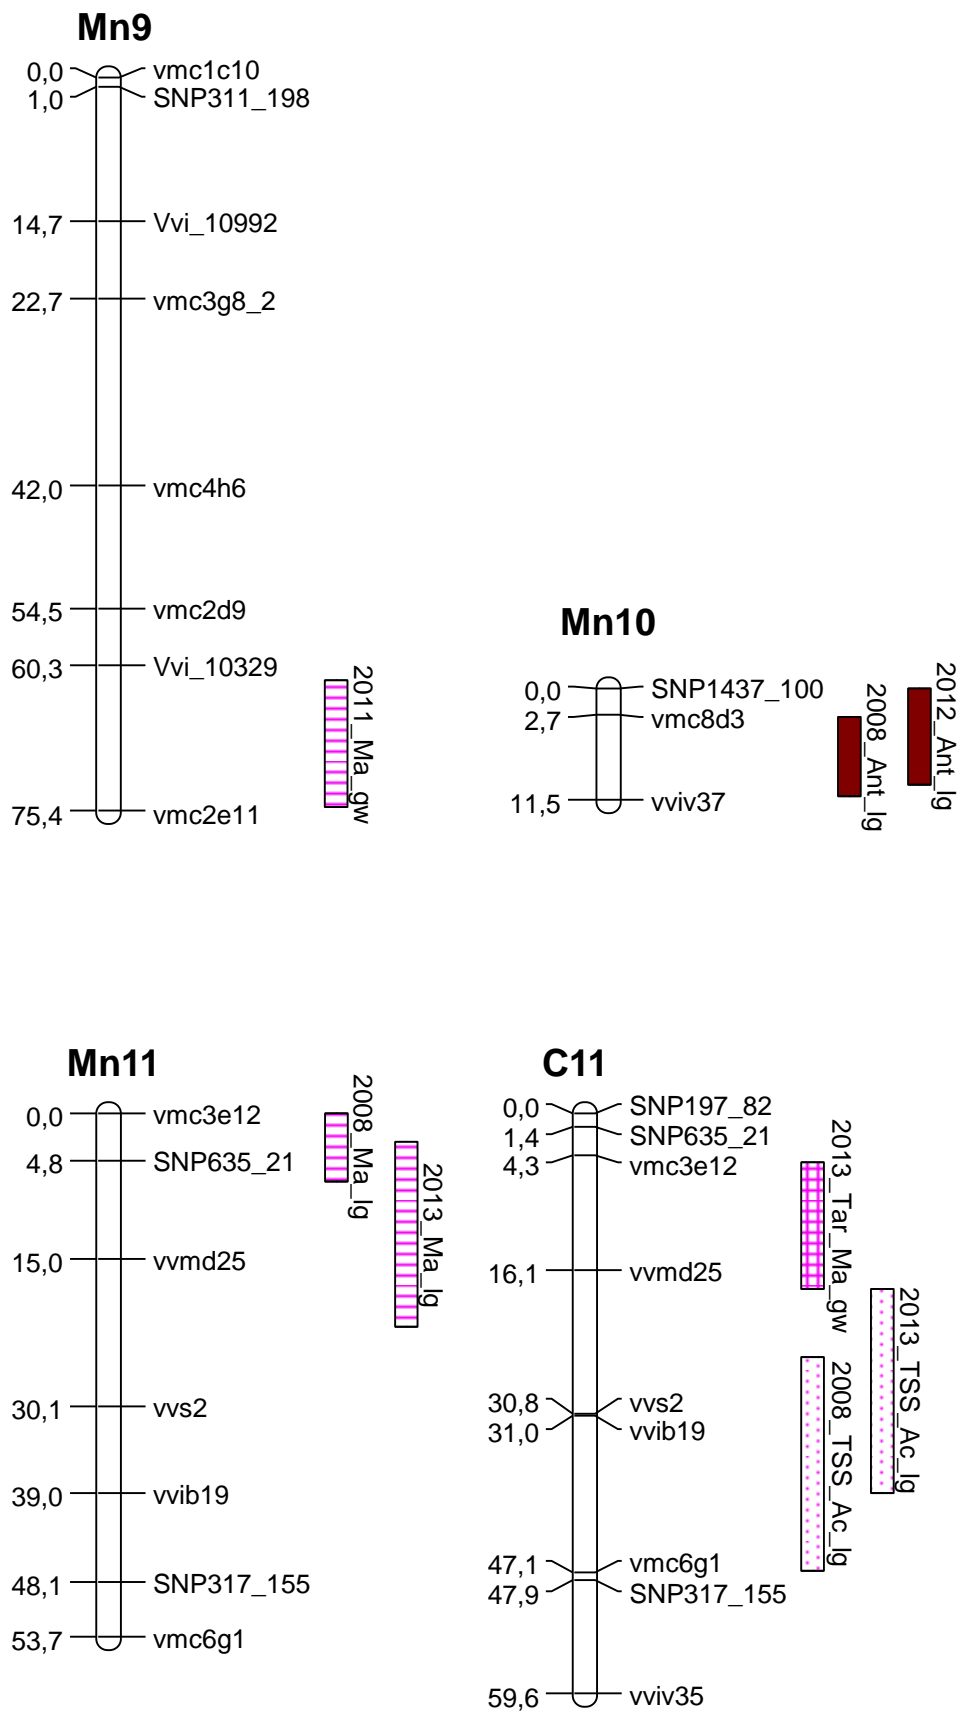 Mn9
0,0 vmc1c10
1,0 SNP311_198
14,7 Vvi_10992
22,7 vmc3g8_2
42,0 vmc4h6
54,5 vmc2d9
60,3 Vvi_10329
75,4 vmc2e11
2011_Ma_gw
Mn10
0,0 SNP1437_100
2,7 vmc8d3
11,5 vviv37
2008_Ant_lg
2012_Ant_lg
Mn11
0,0 vmc3e12
4,8 SNP635_21
15,0 vvmd25
30,1 vvs2
39,0 vvib19
48,1 SNP317_155
53,7 vmc6g1
2008_Ma_lg
2013_Ma_lg
C11
0,0 SNP197_82
1,4 SNP635_21
4,3 vmc3e12
16,1 vvmd25
30,8 vvs2
31,0 vvib19
47,1 vmc6g1
47,9 SNP317_155
59,6 vviv35
2013_Tar_Ma_gw
2008_TSS_Ac_lg
2013_TSS_Ac_lg